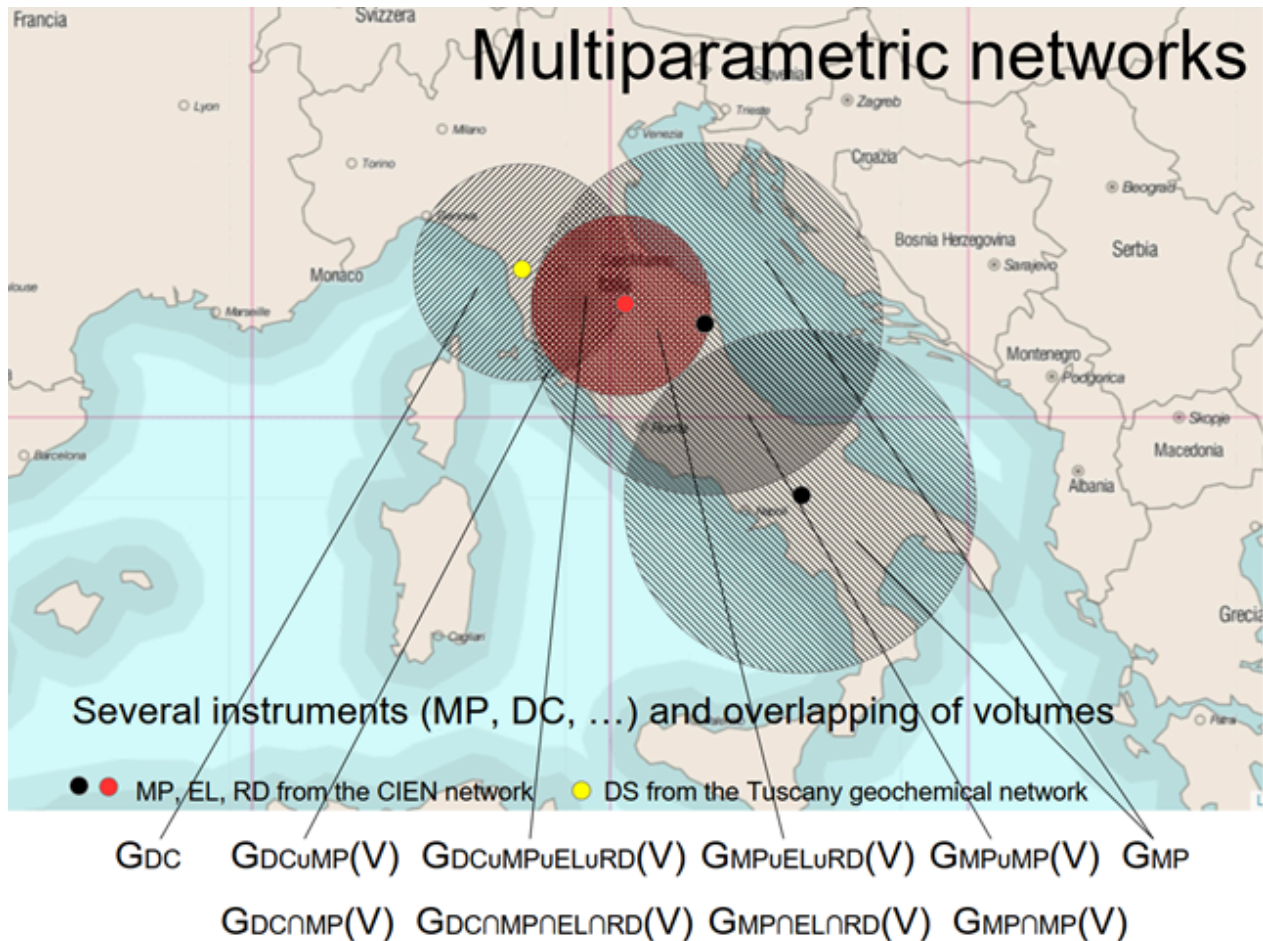 Francia
Svizzera
Multiparametric networks
Slovenia
Lyon
Milano
Trieste
Zagreb
Venezia
Torino
Croazia
Beograd
Genova
Bosnia Herzegovina
Serbia
Sarajevo
Monaco
Marseille
Montenegro
Podgorica
Skopje
Roma
Macedonia
Barcelona
Albania
Napoli
Grecia
Cagliari
Several instruments (MP, DC, ...) and overlapping of volumes
Patra
MP, EL, RD from the CIEN network
DS from the Tuscany geochemical network
GDC GDC∪MP(V) GDC∪MP∪EL∪RD(V) GMP∪EL∪RD(V) GMP∪MP(V) GMP
GDC∩MP(V) GDC∩MP∩EL∩RD(V) GMP∩EL∩RD(V) GMP∩MP(V)